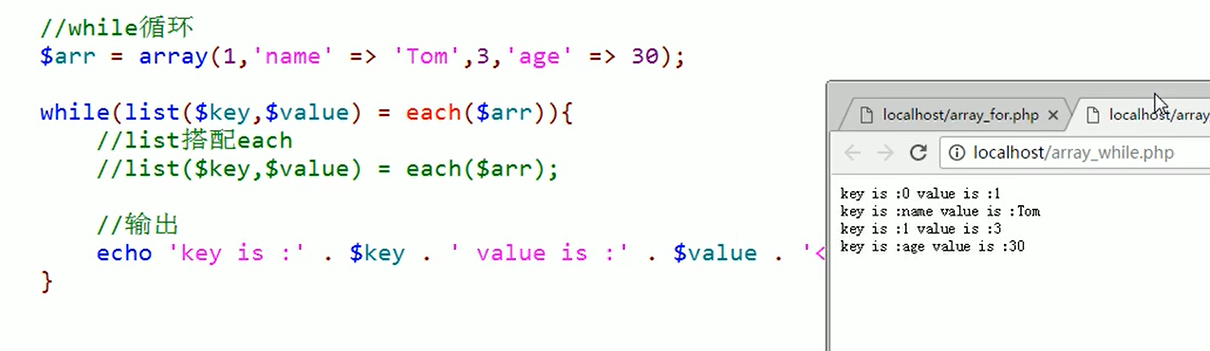 //while循环
$arr = array(1,'name' => 'Tom',3,'age' => 30);
while(list($key,$value) = each($arr)){
//list搭配each
//list($key,$value) = each($arr);
//输出
echo 'key is :' . $key . ' value is :' . $value . '<
}
localhost/array_for.php
localhost/array
localhost/array_while.php
key is :0 value is :1
key is :name value is :Tom
key is :1 value is :3
key is :age value is :30